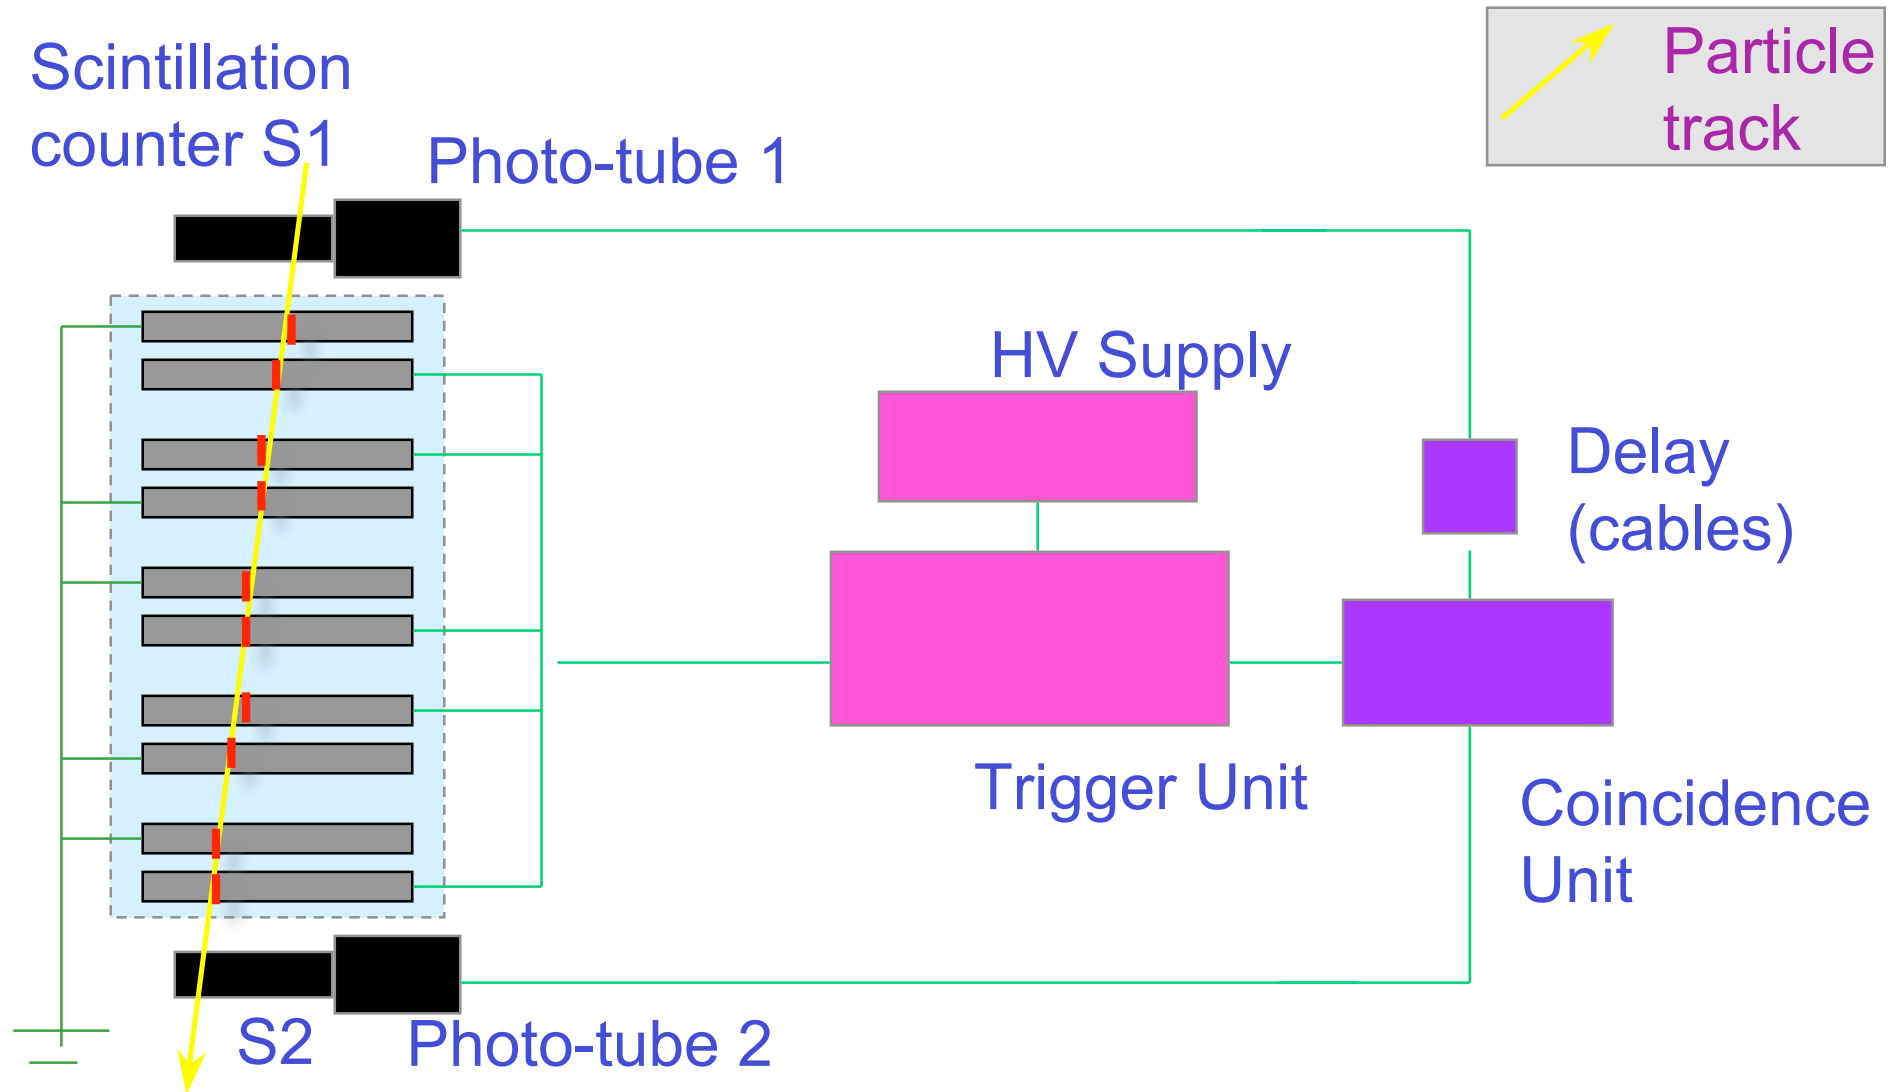 Scintillation
counter S1
Photo-tube 1
Particle
track
HV Supply
Delay
(cables)
Trigger Unit
Coincidence
Unit
S2
Photo-tube 2